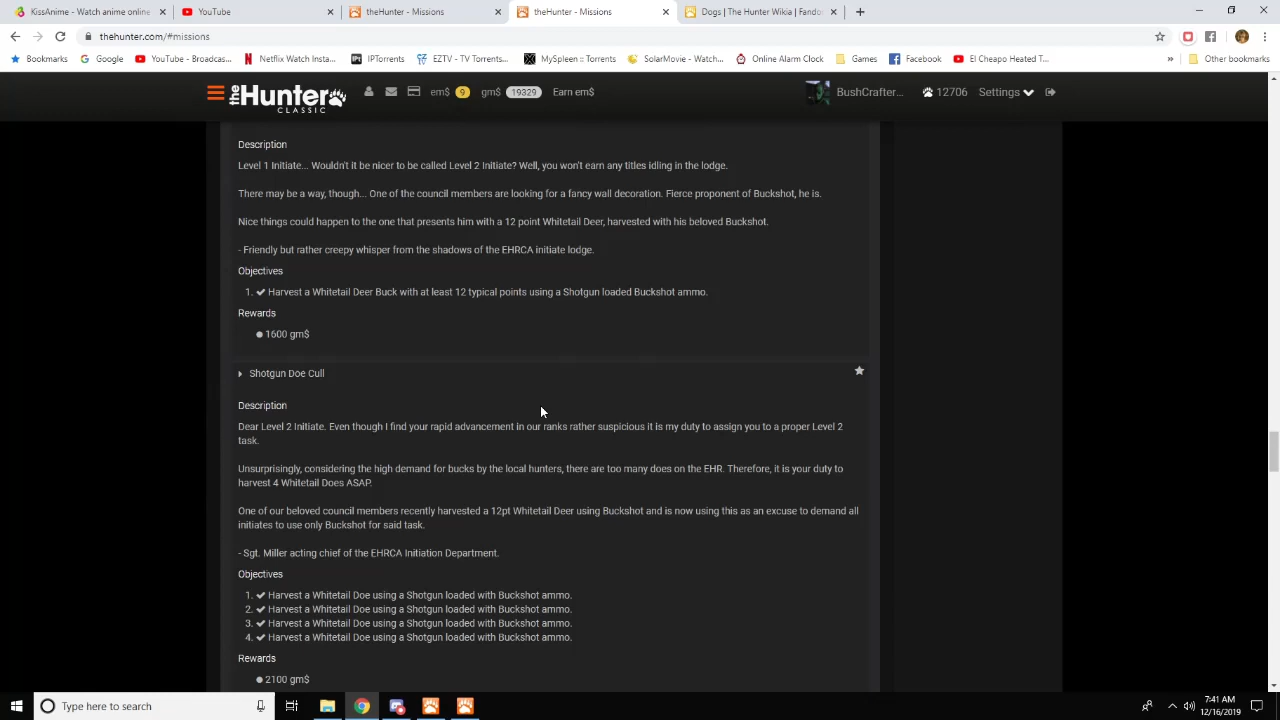 KissAnime - Watch anime online
YouTube
theHunter - Missions
theHunter - Missions
Dogs | The Hunter Wiki | Fando
thehunter.com/#missions
Bookmarks
Google
YouTube - Broadcas...
Netflix Watch Insta...
IPTorrents
EZTV - TV Torrents...
MySpleen :: Torrents
SolarMovie - Watch...
Online Alarm Clock
Games
Facebook
El Cheapo Heated T...
»
Other bookmarks
the Hunter
CLASSIC
em$ 9 gm$ 19329 Earn em$
BushCrafter... 12706 Settings
Description
Level 1 Initiate... Wouldn't it be nicer to be called Level 2 Initiate? Well, you won't earn any titles idling in the lodge.
There may be a way, though... One of the council members are looking for a fancy wall decoration. Fierce proponent of Buckshot, he is.
Nice things could happen to the one that presents him with a 12 point Whitetail Deer, harvested with his beloved Buckshot.
- Friendly but rather creepy whisper from the shadows of the EHRCA initiate lodge.
Objectives
1. ✔ Harvest a Whitetail Deer Buck with at least 12 typical points using a Shotgun loaded Buckshot ammo.
Rewards
1600 gm$
Shotgun Doe Cull
Description
Dear Level 2 Initiate. Even though I find your rapid advancement in our ranks rather suspicious it is my duty to assign you to a proper Level 2
task.
Unsurprisingly, considering the high demand for bucks by the local hunters, there are too many does on the EHR. Therefore, it is your duty to
harvest 4 Whitetail Does ASAP.
One of our beloved council members recently harvested a 12pt Whitetail Deer using Buckshot and is now using this as an excuse to demand all
initiates to use only Buckshot for said task.
- Sgt. Miller acting chief of the EHRCA Initiation Department.
Objectives
1. ✔ Harvest a Whitetail Doe using a Shotgun loaded with Buckshot ammo.
2. ✔ Harvest a Whitetail Doe using a Shotgun loaded with Buckshot ammo.
3. ✔ Harvest a Whitetail Doe using a Shotgun loaded with Buckshot ammo.
4. ✔ Harvest a Whitetail Doe using a Shotgun loaded with Buckshot ammo.
Rewards
2100 gm$
Type here to search
7:41 AM
12/16/2019